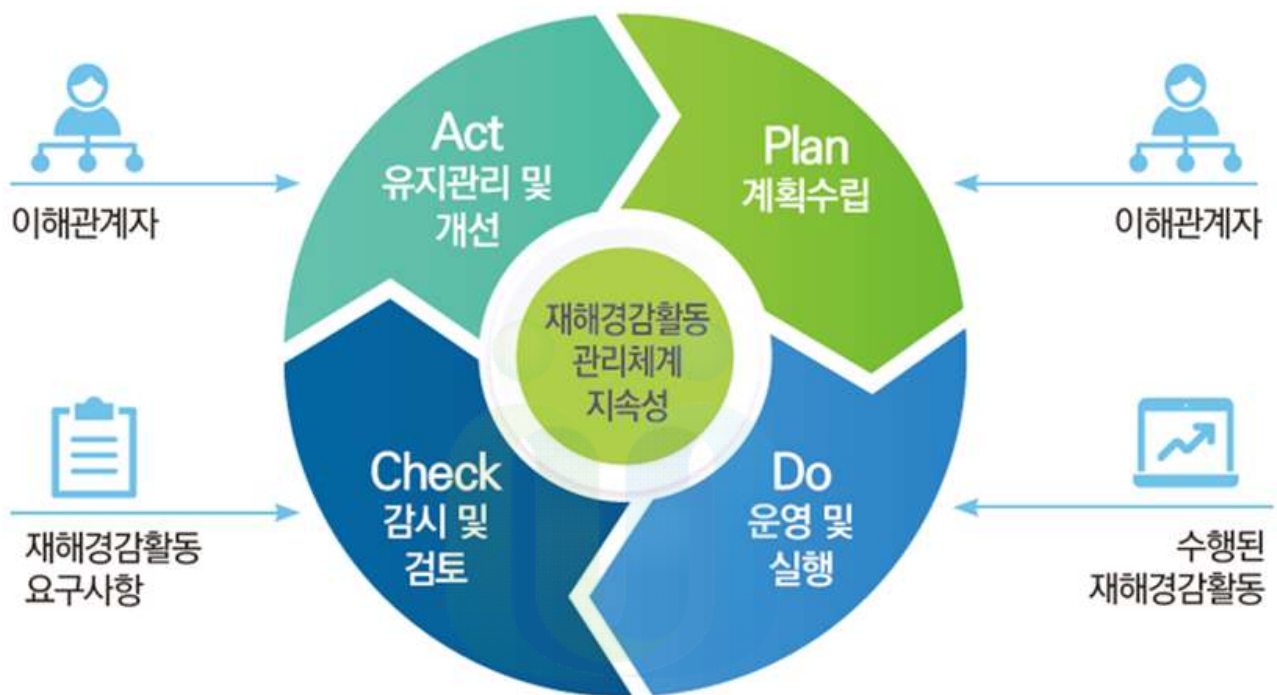 Act
유지관리 및
개선
Plan
계획수립
이해관계자
이해관계자
재해경감활동
관리체계
지속성
Check
감시 및
검토
Do
운영 및
실행
재해경감활동
요구사항
수행된
재해경감활동